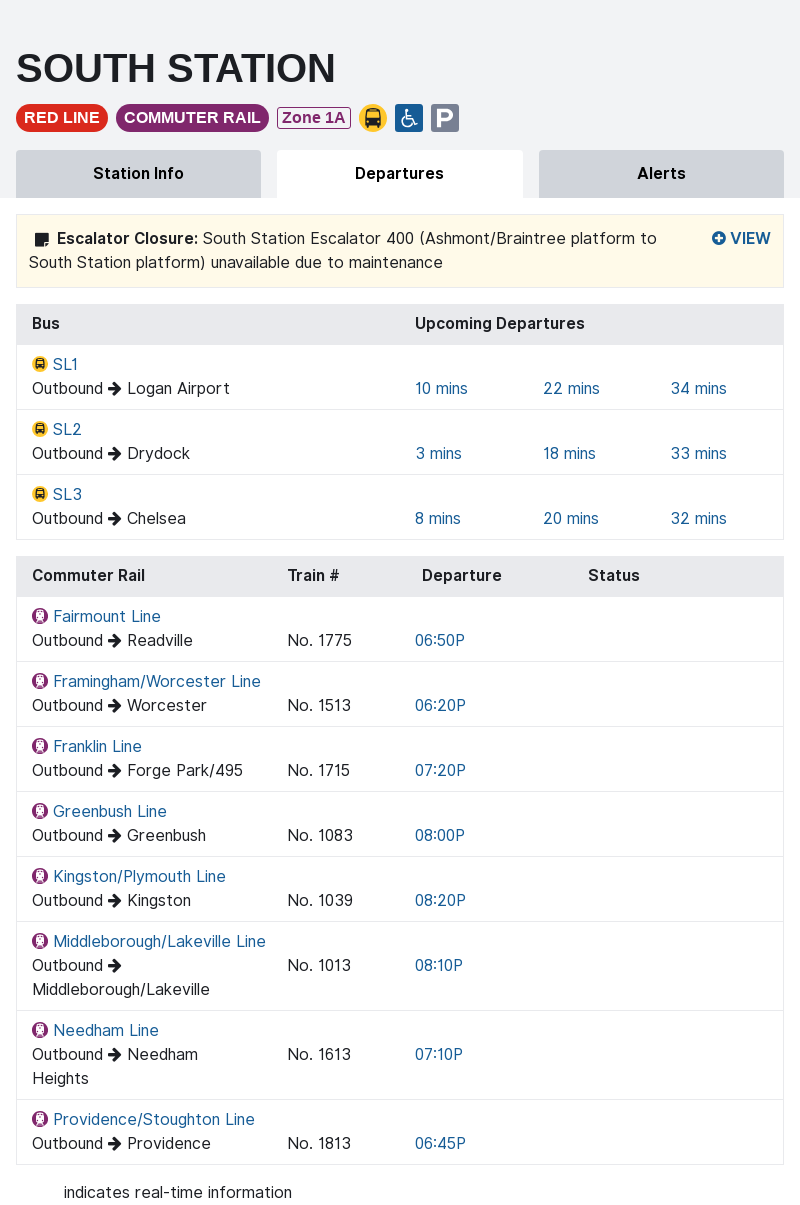 SOUTH STATION
RED LINE COMMUTER RAIL Zone 1A P
Station Info Departures Alerts
Escalator Closure: South Station Escalator 400 (Ashmont/Braintree platform to VIEW
South Station platform) unavailable due to maintenance
Bus Upcoming Departures
SL1
Outbound → Logan Airport 10 mins 22 mins 34 mins
SL2
Outbound → Drydock 3 mins 18 mins 33 mins
SL3
Outbound → Chelsea 8 mins 20 mins 32 mins
Commuter Rail Train # Departure Status
Fairmount Line
Outbound → Readville No. 1775 06:50P
Framingham/Worcester Line
Outbound → Worcester No. 1513 06:20P
Franklin Line
Outbound → Forge Park/495 No. 1715 07:20P
Greenbush Line
Outbound → Greenbush No. 1083 08:00P
Kingston/Plymouth Line
Outbound → Kingston No. 1039 08:20P
Middleborough/Lakeville Line
Outbound → No. 1013 08:10P
Middleborough/Lakeville
Needham Line
Outbound → Needham No. 1613 07:10P
Heights
Providence/Stoughton Line
Outbound → Providence No. 1813 06:45P
indicates real-time information